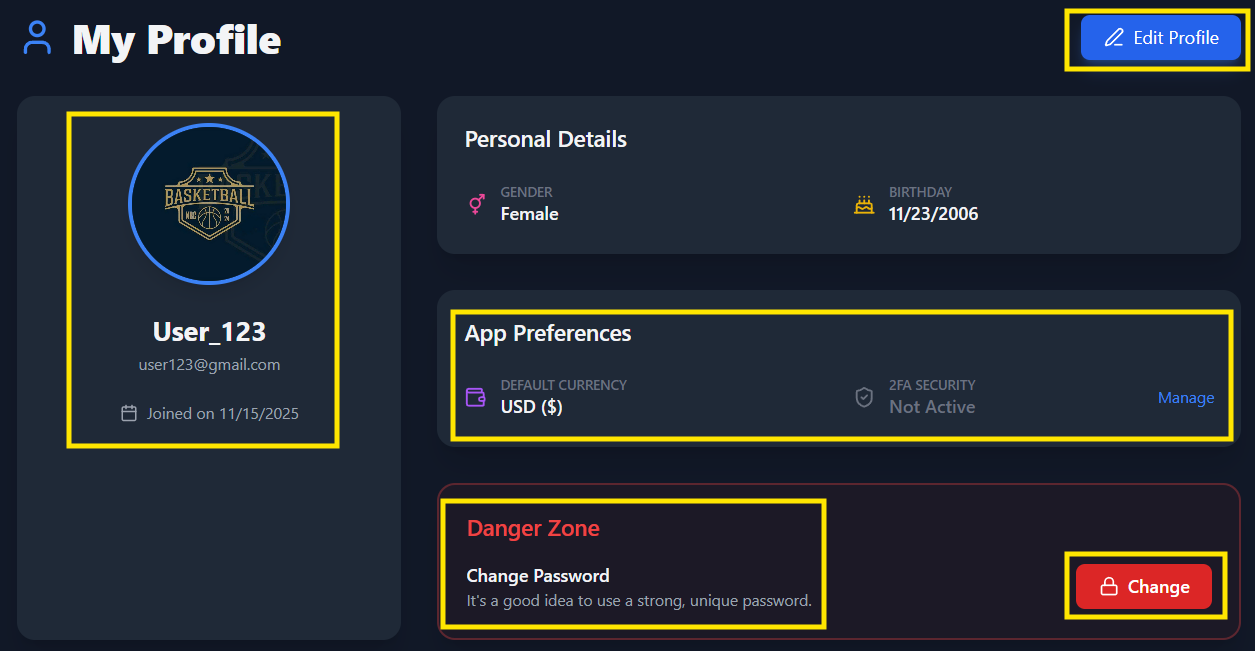 My Profile
Edit Profile
BASKETBALL
User_123
user123@gmail.com
Joined on 11/15/2025
Personal Details
GENDER
Female
BIRTHDAY
11/23/2006
App Preferences
DEFAULT CURRENCY
USD ($)
2FA SECURITY
Not Active
Manage
Danger Zone
Change Password
It's a good idea to use a strong, unique password.
Change